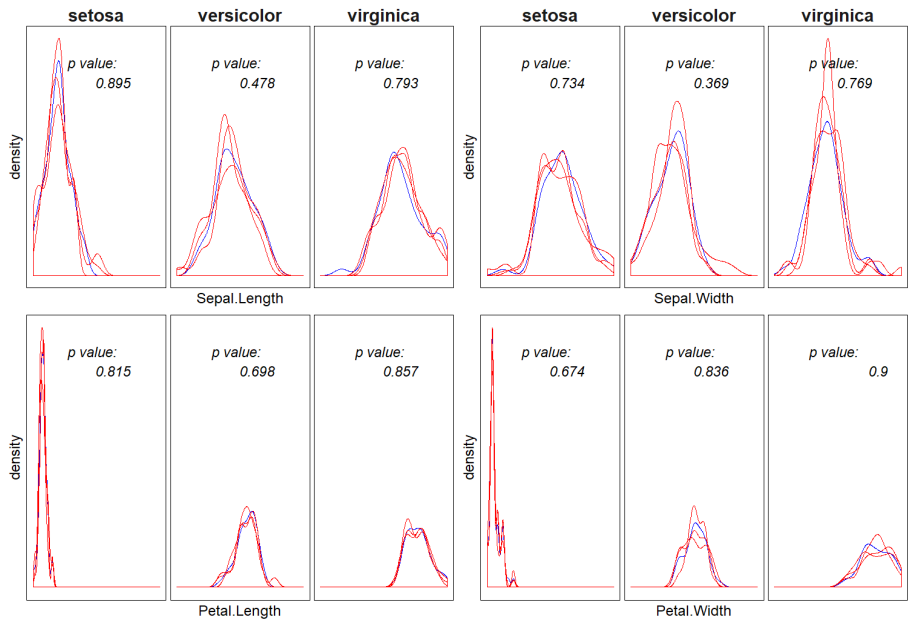 setosa versicolor virginica setosa versicolor virginica
p value: p value: p value: p value: p value: p value:
0.895 0.478 0.793 0.734 0.369 0.769
density density
Sepal.Length Sepal.Width
p value: p value: p value: p value: p value: p value:
0.815 0.698 0.857 0.674 0.836 0.9
density density
Petal.Length Petal.Width